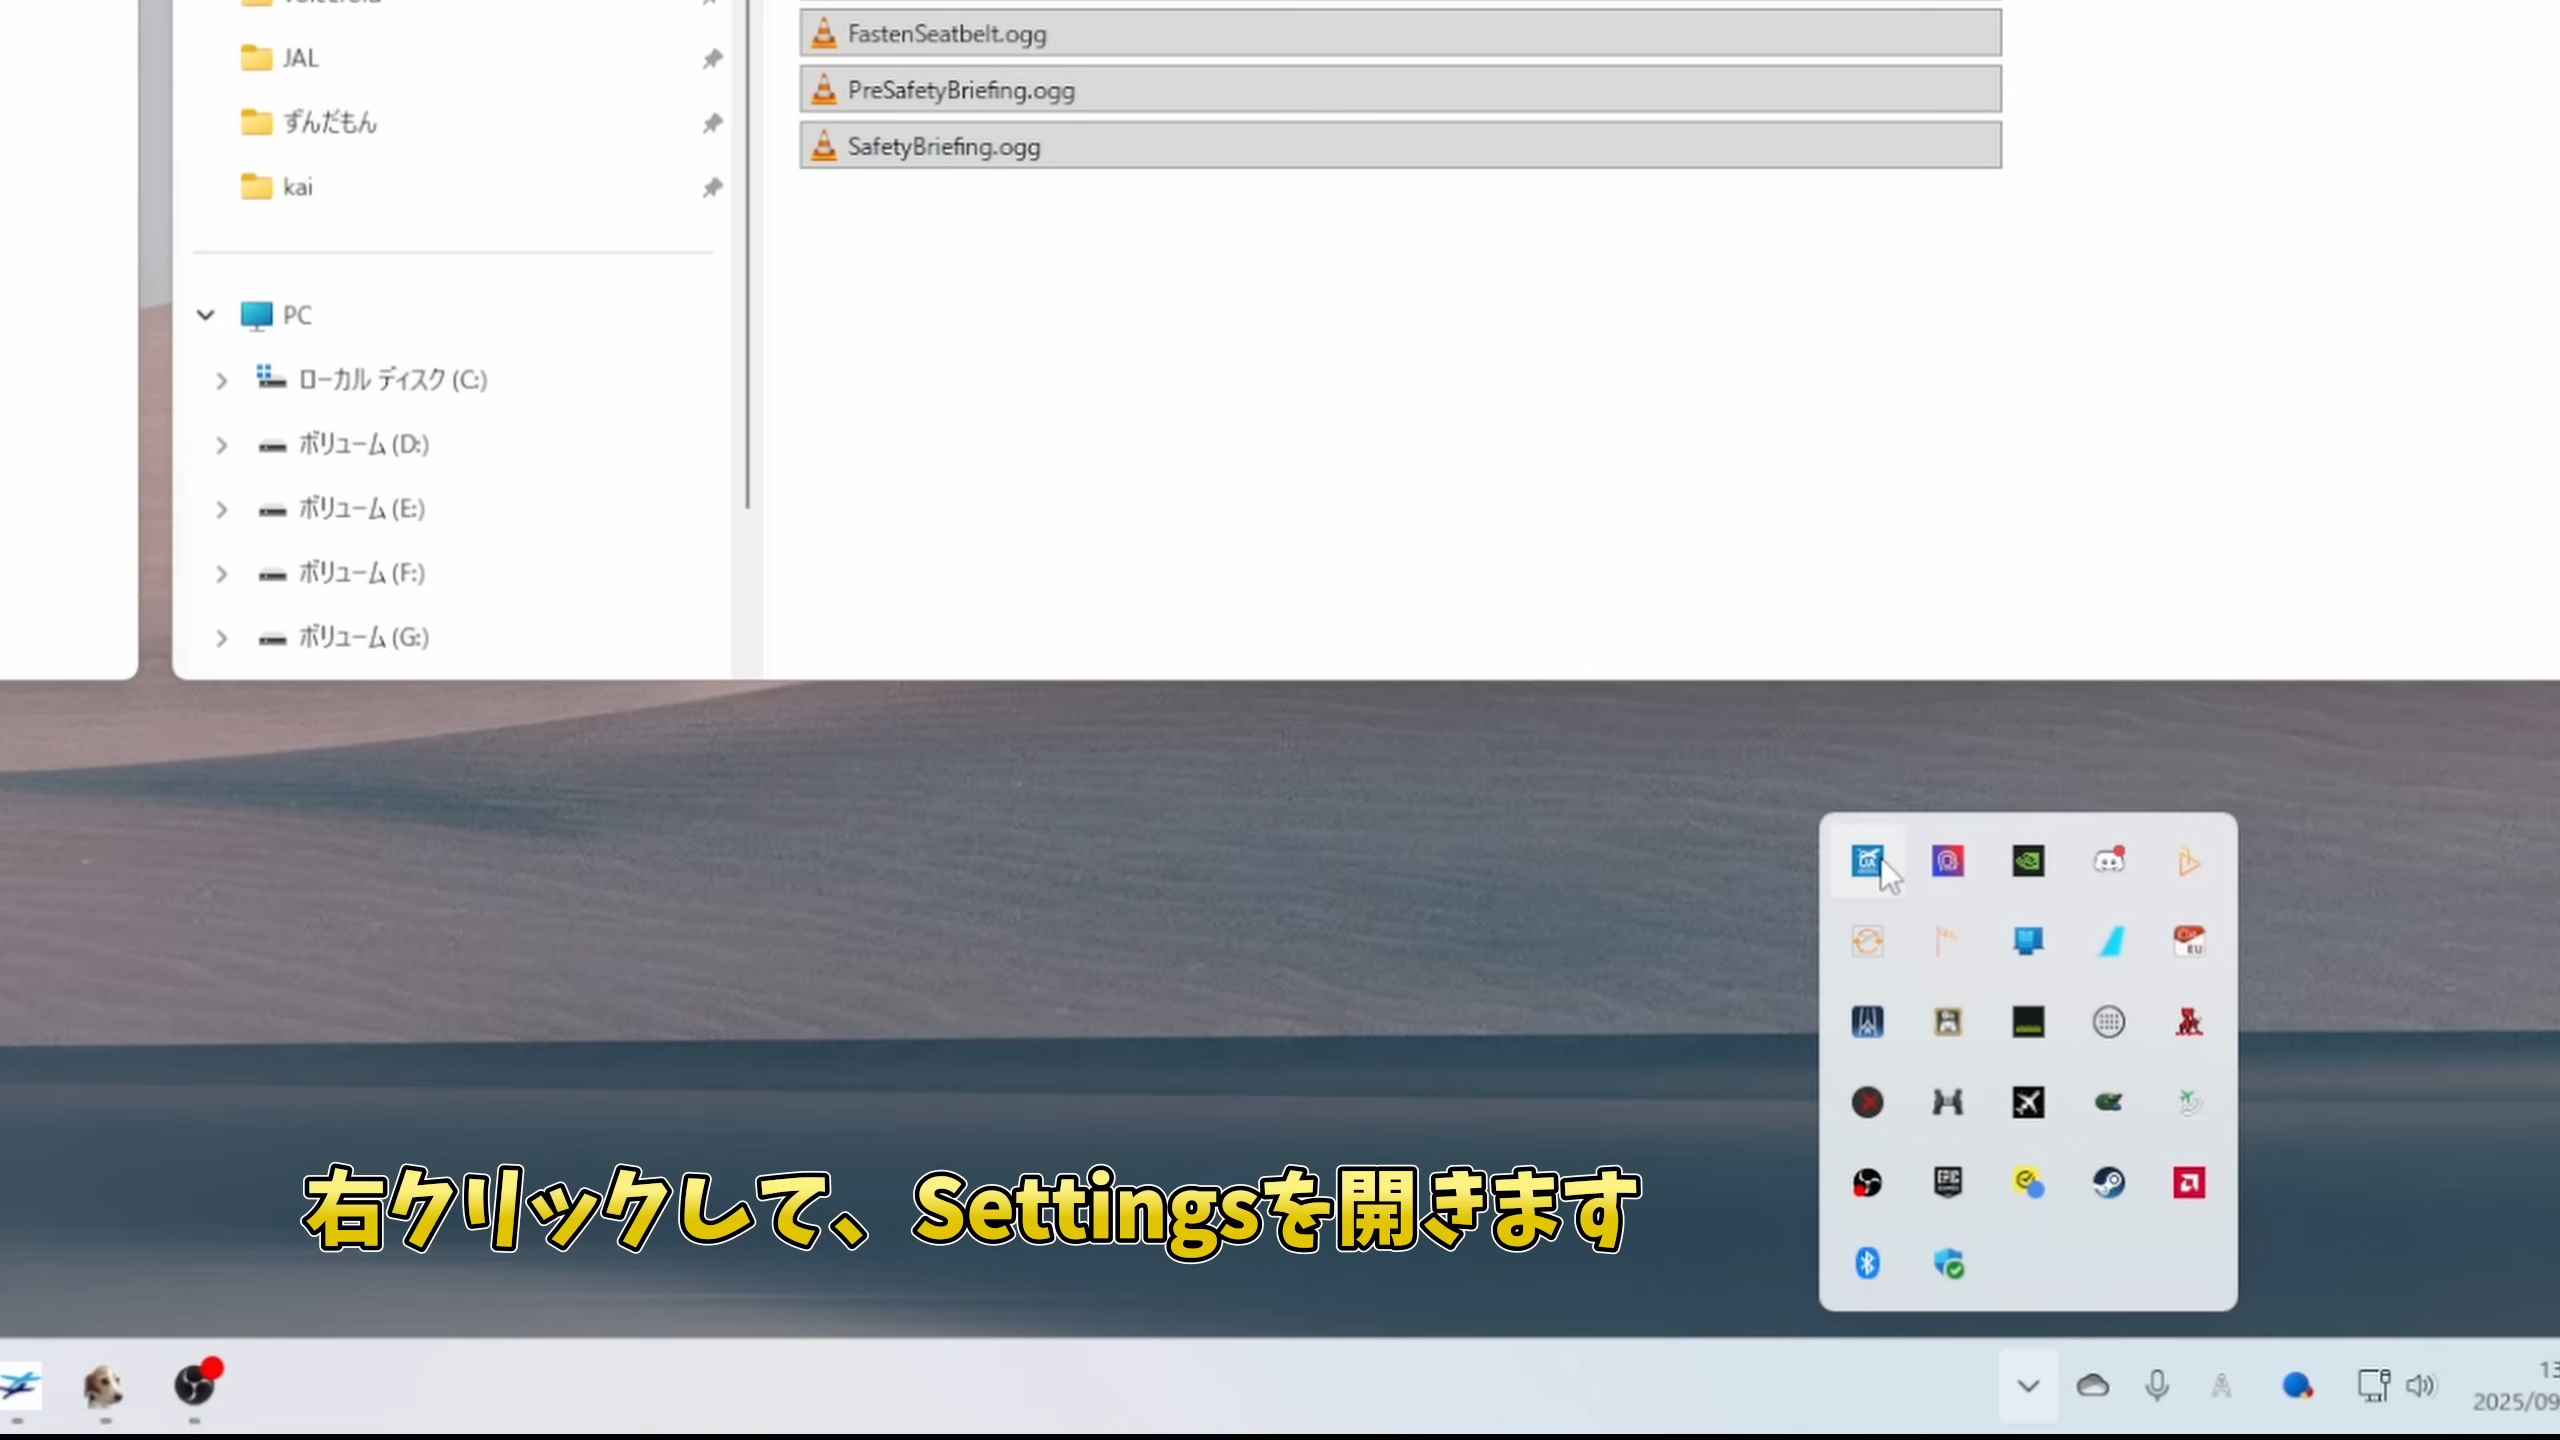 JAL
ずんだもん
kai
PC
ローカル ディスク (C:)
ボリューム (D:)
ボリューム (E:)
ボリューム (F:)
ボリューム (G:)
FastenSeatbelt.ogg
PreSafetyBriefing.ogg
SafetyBriefing.ogg
EPIC
EU
右クリックして、Settingsを開きます
A
13
2025/09